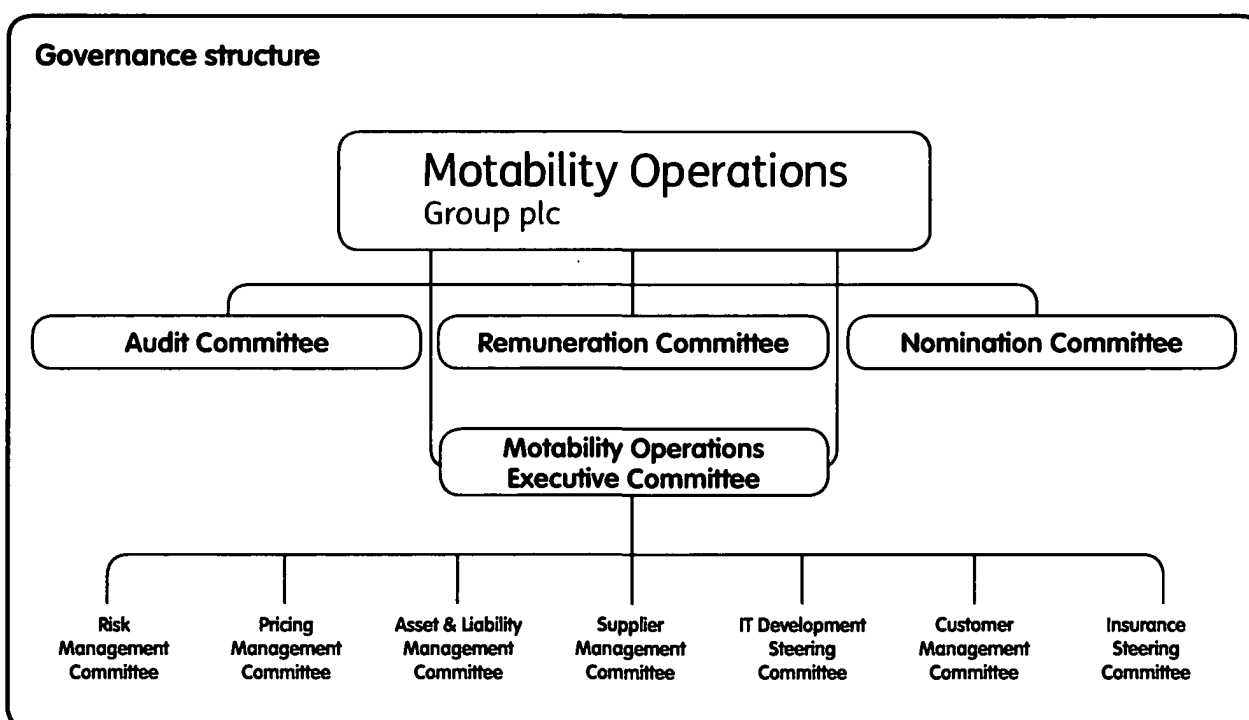 Governance structure
Motability Operations
Group plc
Audit Committee
Remuneration Committee
Nomination Committee
Motability Operations
Executive Committee
Risk
Management
Committee
Pricing
Management
Committee
Asset & Liability
Management
Committee
Supplier
Management
Committee
IT Development
Steering
Committee
Customer
Management
Committee
Insurance
Steering
Committee